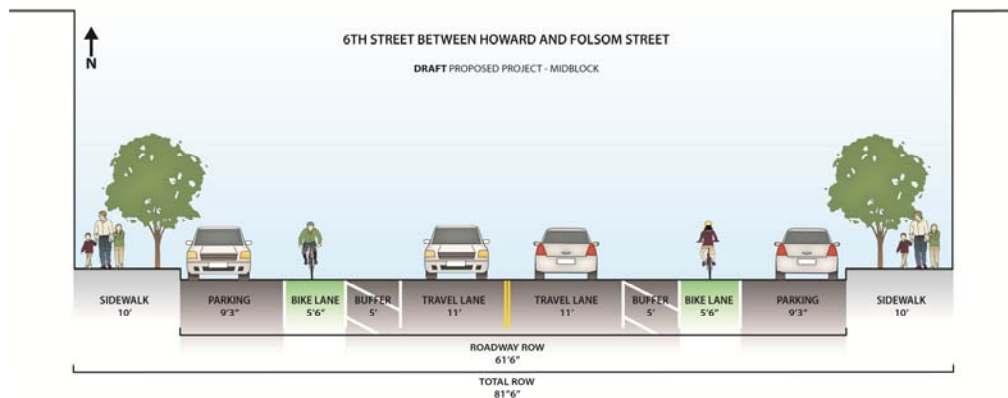 6TH STREET BETWEEN HOWARD AND FOLSOM STREET
N
DRAFT PROPOSED PROJECT - MIDBLOCK
SIDEWALK PARKING BIKE LANE BUFFER TRAVEL LANE TRAVEL LANE BUFFER BIKE LANE PARKING SIDEWALK
10' 9'3" 5'6" 5' 11' 11' 5' 5'6" 9'3" 10'
ROADWAY ROW
61'6"
TOTAL ROW
81'6"